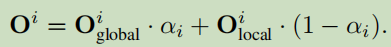 O^i = O^i_global · α_i + O^i_local · (1 − α_i).